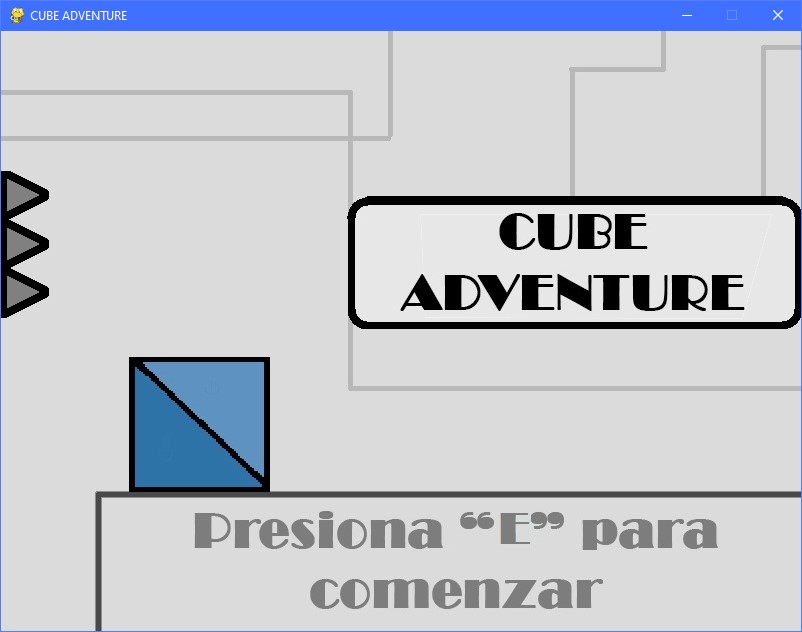 CUBE ADVENTURE
CUBE
ADVENTURE
Presiona “E” para
comenzar